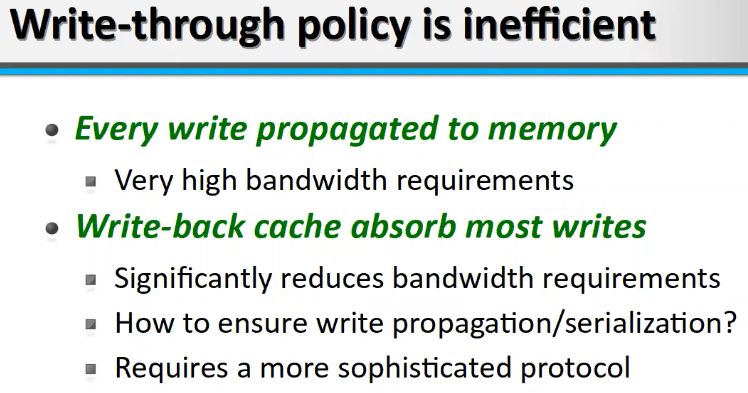 Write-through policy is inefficient
Every write propagated to memory
Very high bandwidth requirements
Write-back cache absorb most writes
Significantly reduces bandwidth requirements
How to ensure write propagation/serialization?
Requires a more sophisticated protocol